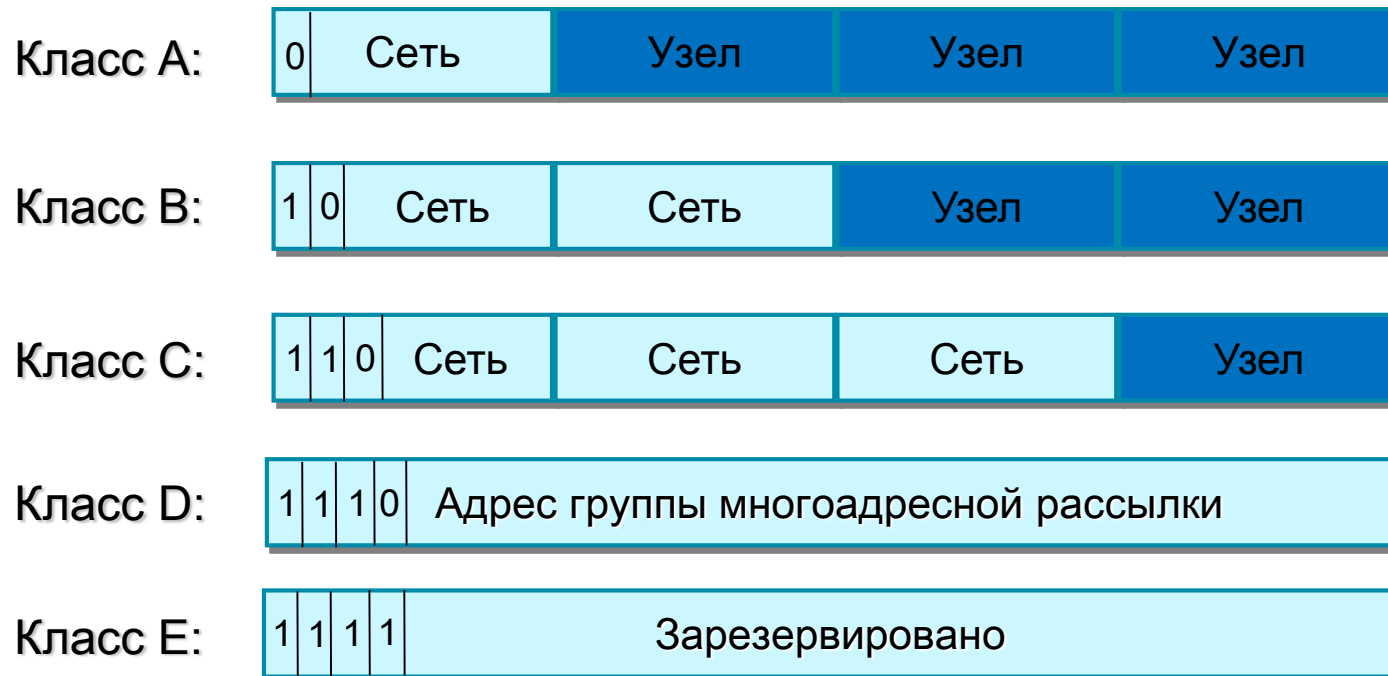 Класс A: 0 Сеть Узел Узел Узел
Класс B: 1 0 Сеть Сеть Узел Узел
Класс C: 1 1 0 Сеть Сеть Сеть Узел
Класс D: 1 1 1 0 Адрес группы многоадресной рассылки
Класс E: 1 1 1 1 Зарезервировано